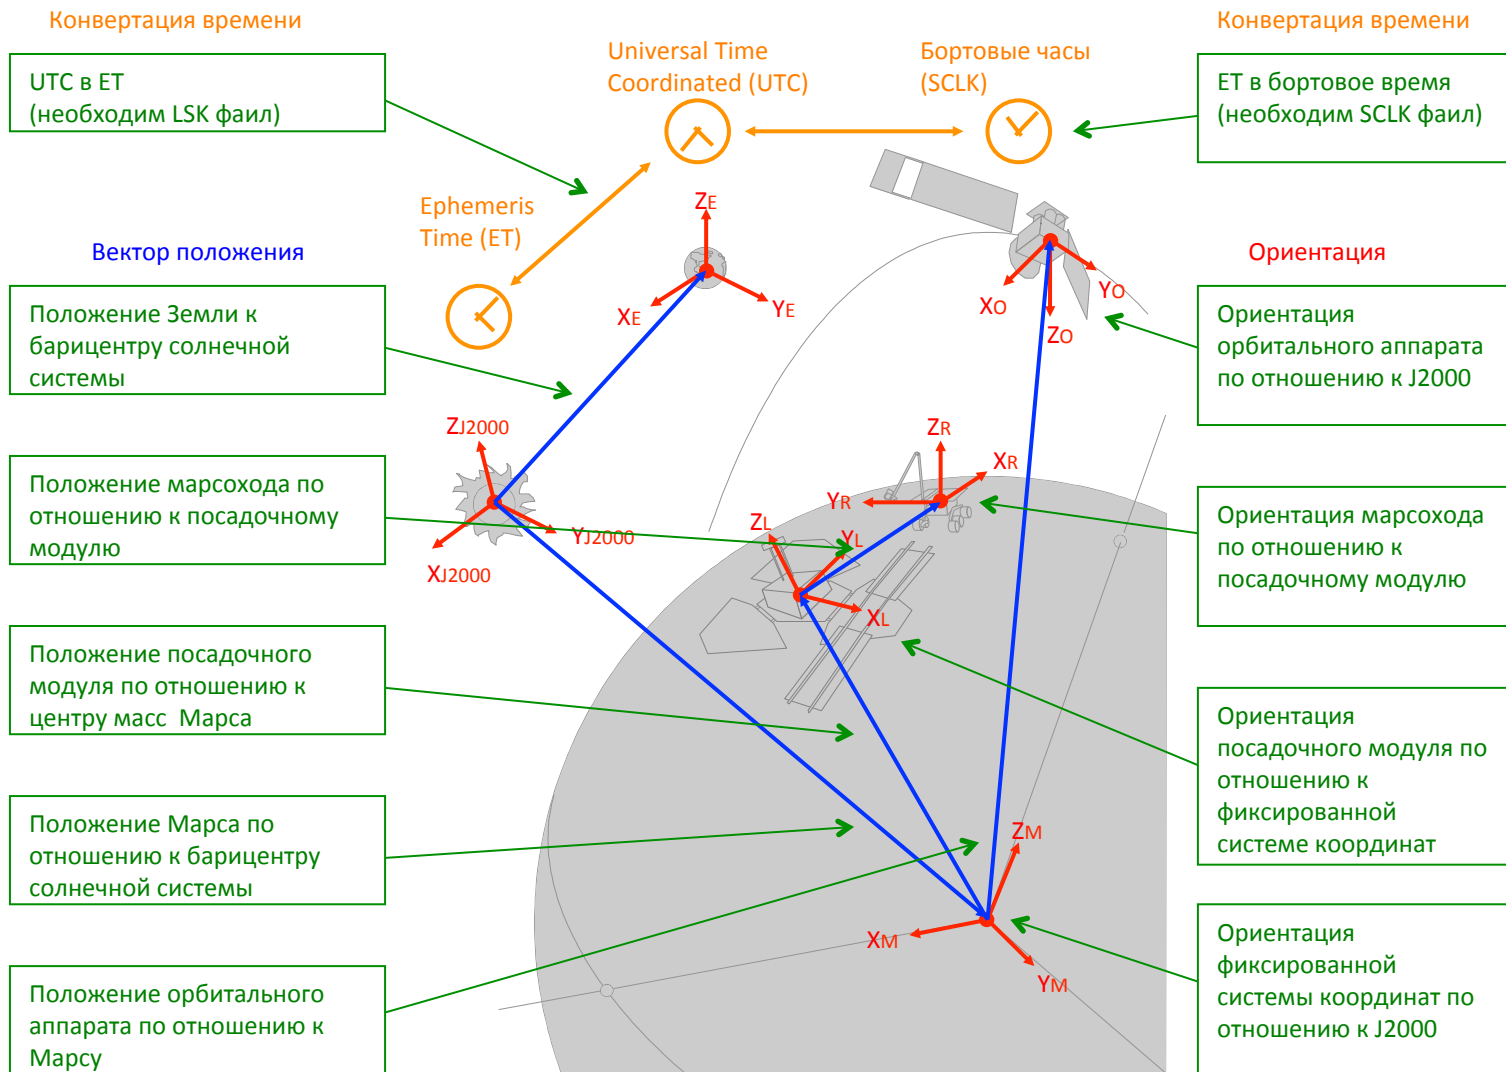 Конвертация времени
UTC в ET
(необходим LSK фаил)
Universal Time
Coordinated (UTC)
Бортовые часы
(SCLK)
Конвертация времени
ET в бортовое время
(необходим SCLK фаил)
Ephemeris
Time (ET)
Вектор положения
Положение Земли к
барицентру солнечной
системы
Положение марсохода по
отношению к посадочному
модулю
Положение посадочного
модуля по отношению к
центру масс Марса
Положение Марса по
отношению к барицентру
солнечной системы
Положение орбитального
аппарата по отношению к
Марсу
ZE
XE
YE
ZJ2000
YJ2000
XJ2000
XO
YO
ZO
ZR
XR
YR
ZL
YL
XL
ZM
XM
YM
Ориентация
Ориентация
орбитального аппарата
по отношению к J2000
Ориентация марсохода
по отношению к
посадочному модулю
Ориентация
посадочного модуля по
отношению к
фиксированной
системе координат
Ориентация
фиксированной
системы координат по
отношению к J2000